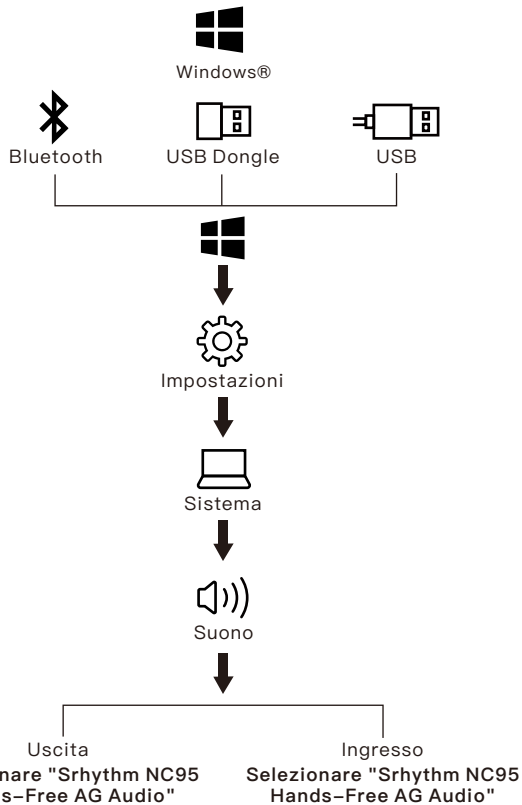 Windows®
Bluetooth USB Dongle USB
Impostazioni
Sistema
Suono
Uscita Ingresso
"Srhythm NC95 Selezionare "Srhythm NC95
Free AG Audio" Hands-Free AG Audio"